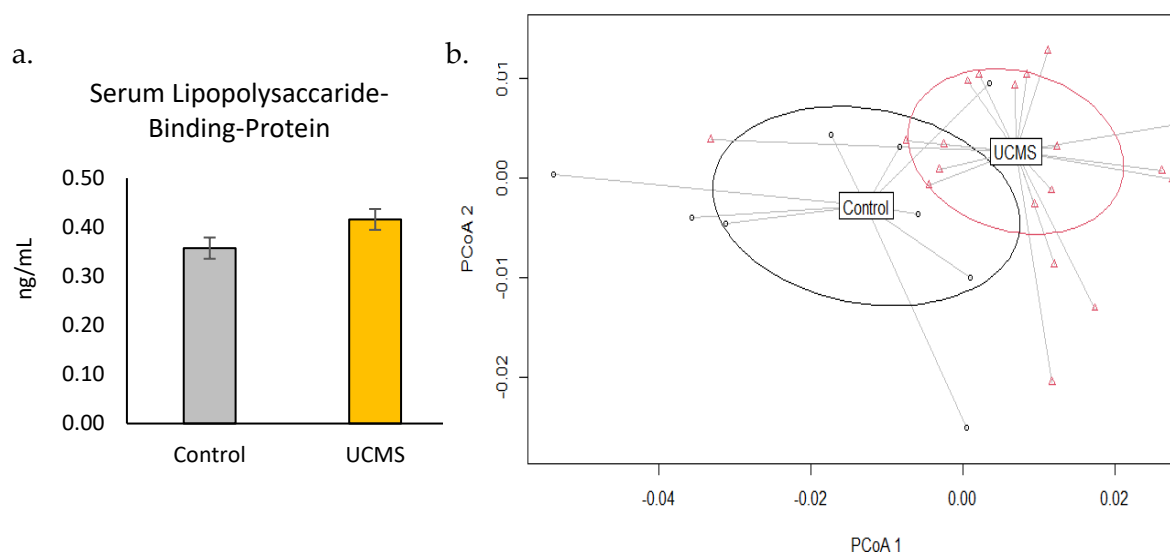 a.
Serum Lipopolysaccaride-
Binding-Protein
ng/mL
0.50
0.40
0.30
0.20
0.10
0.00
Control
UCMS
b.
PCoA 2
0.01
0.00
-0.01
-0.02
UCMS
Control
-0.04
-0.02
0.00
0.02
PCoA 1